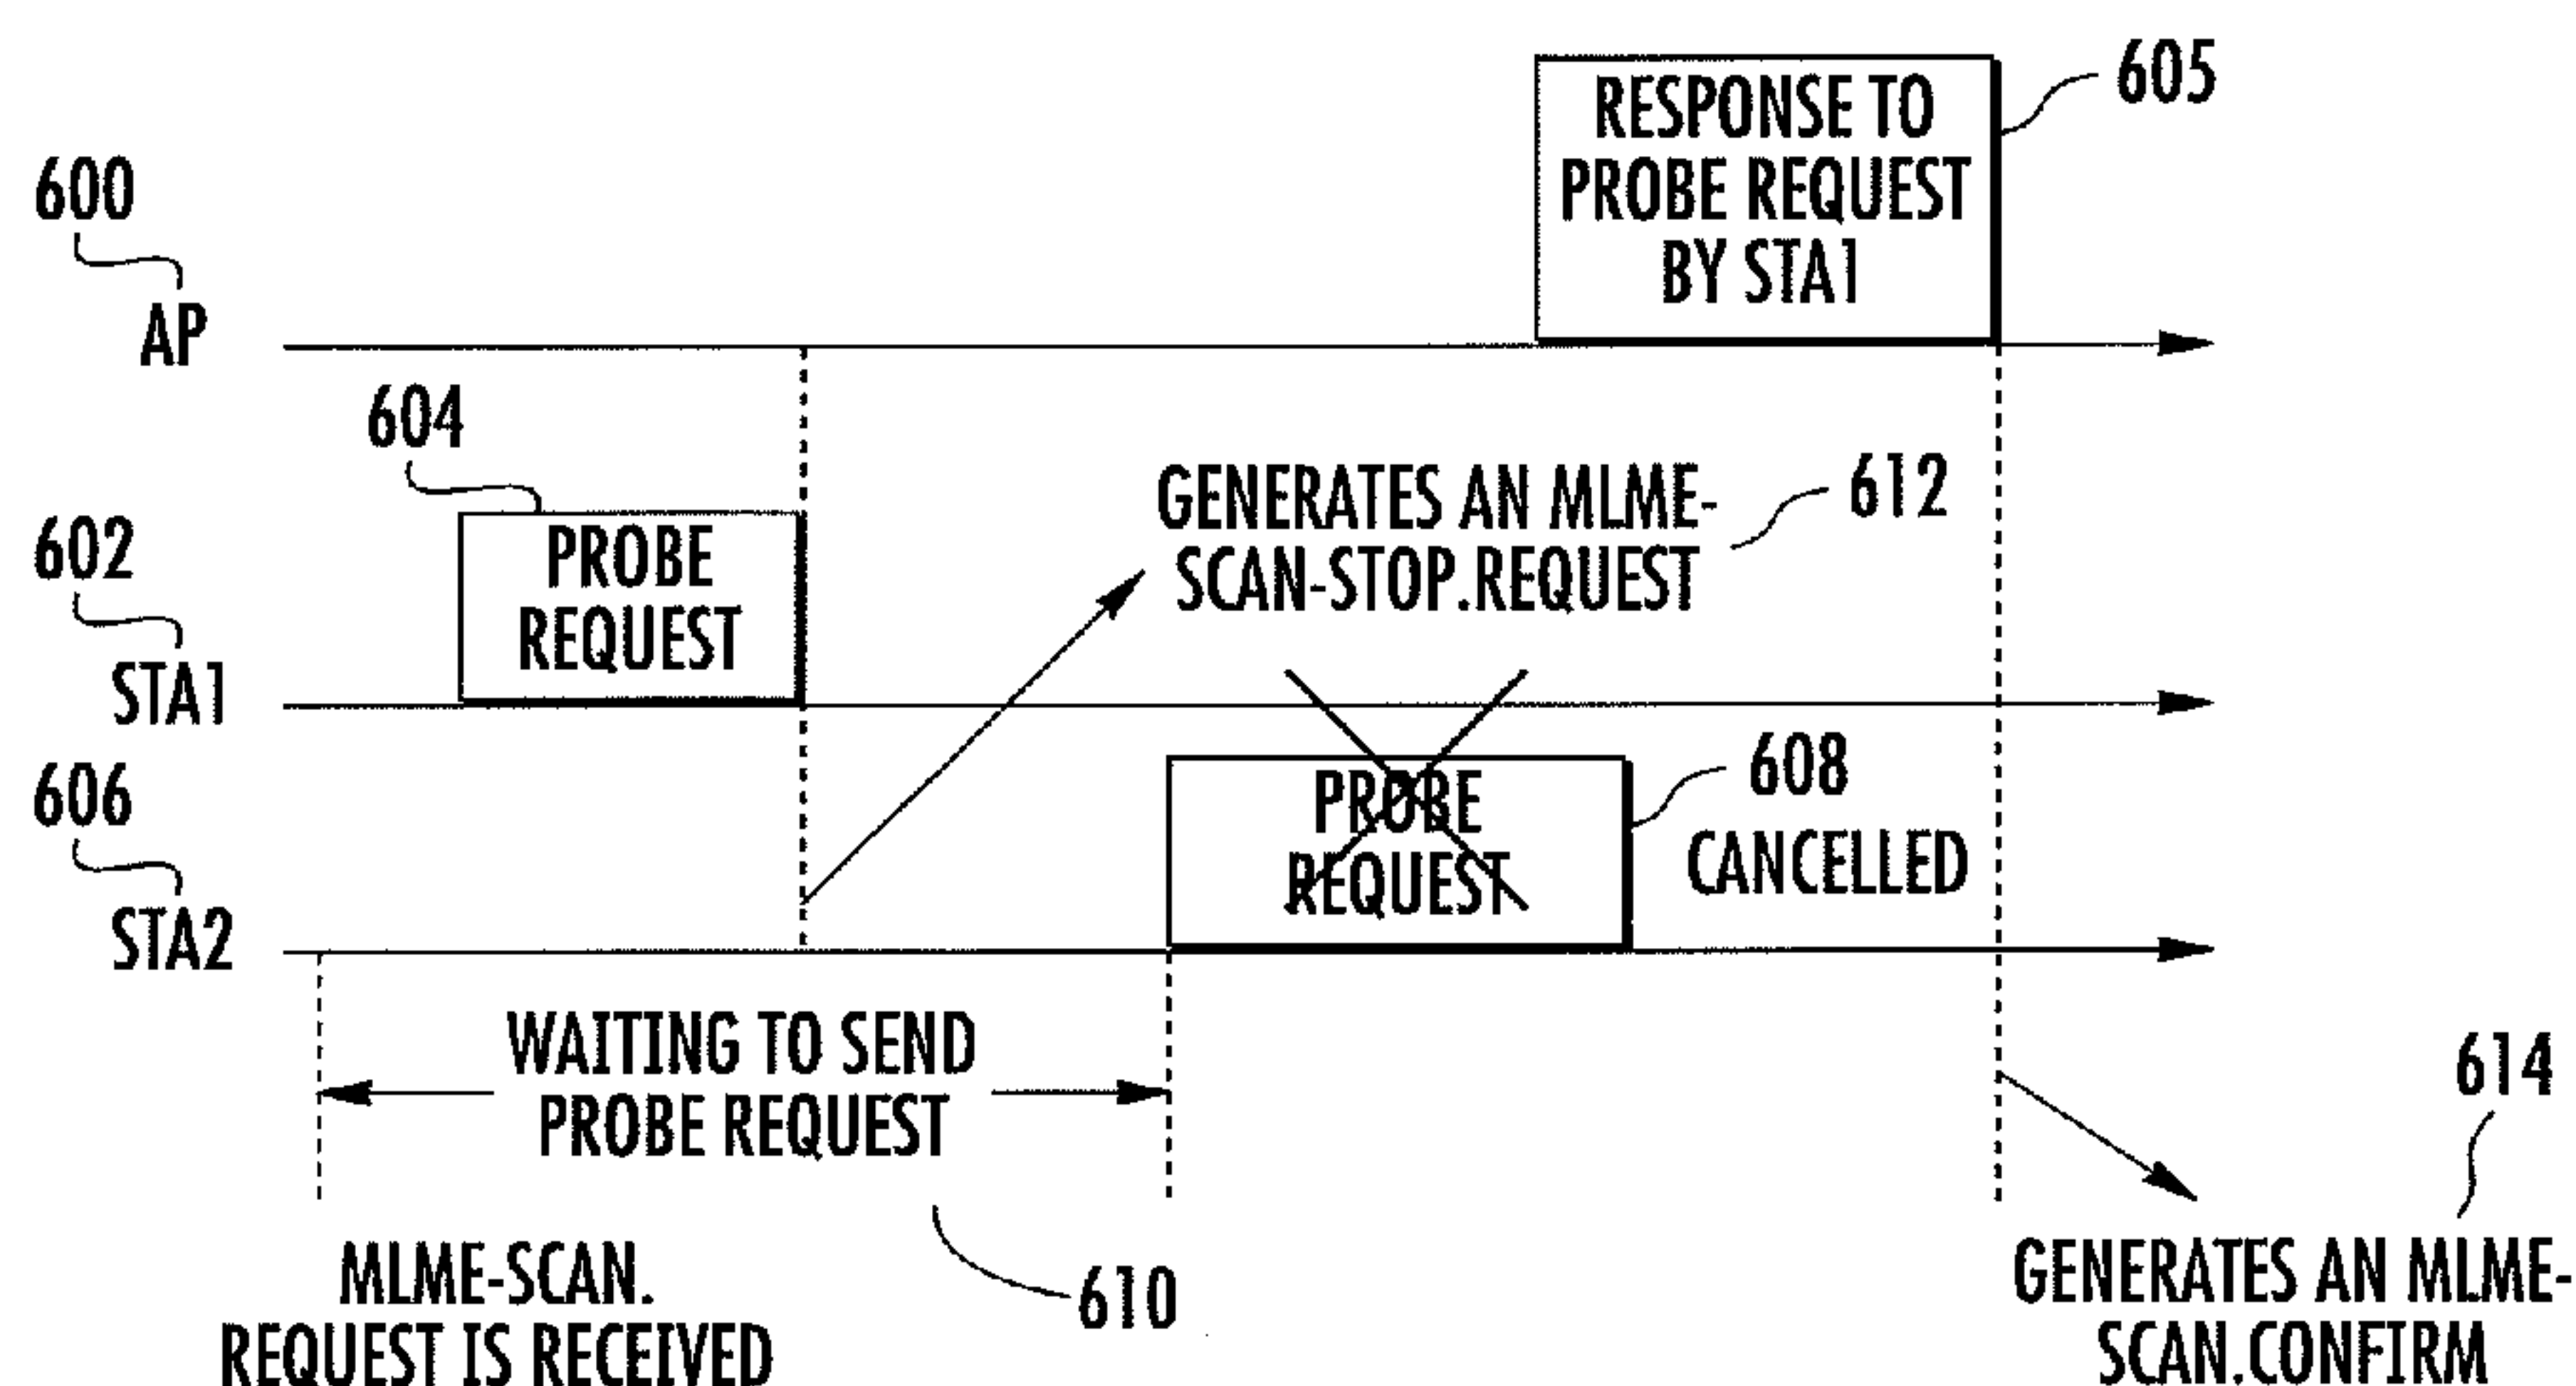 605
RESPONSE TO
PROBE REQUEST
BY STA1
600
AP
604
PROBE
REQUEST
602
STA1
GENERATES AN MLME-
SCAN-STOP.REQUEST
612
606
STA2
PROBE
REQUEST
608
CANCELLED
WAITING TO SEND
PROBE REQUEST
610
MLME-SCAN.
REQUEST IS RECEIVED
614
GENERATES AN MLME-
SCAN.CONFIRM